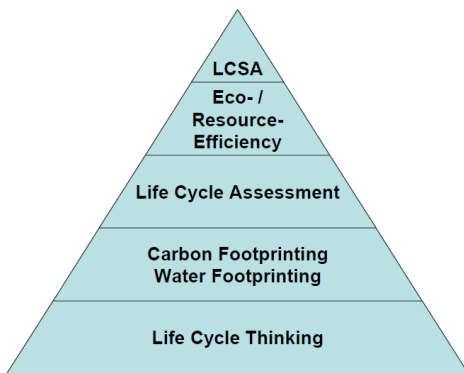 LCSA
Eco- /
Resource-
Efficiency
Life Cycle Assessment
Carbon Footprinting
Water Footprinting
Life Cycle Thinking